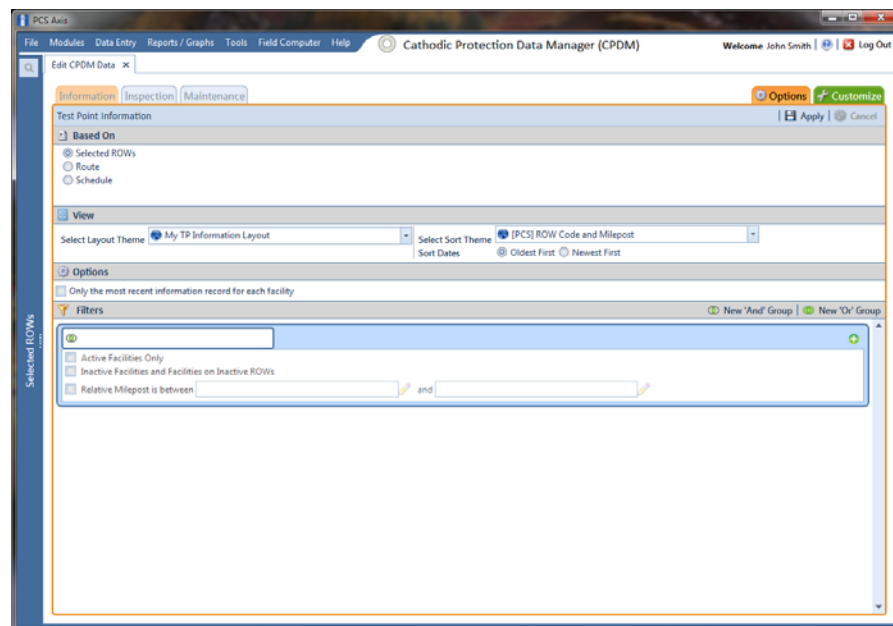 PCS Axis
File Modules Data Entry Reports / Graphs Tools Field Computer Help Cathodic Protection Data Manager (CPDM) Welcome John Smith | | Log Out
Edit CPDM Data ×
Information Inspection Maintenance Options Customize
Test Point Information | Apply | Cancel
Based On
Selected ROWs
Route
Schedule
View
Select Layout Theme My TP Information Layout Select Sort Theme [PCS] ROW Code and Milepost
Sort Dates Oldest First Newest First
Options
Only the most recent information record for each facility
Filters New 'And' Group | New 'Or' Group
Active Facilities Only
Inactive Facilities and Facilities on Inactive ROWs
Relative Milepost is between and
Selected ROWs